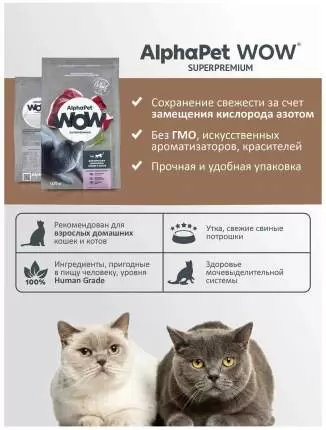 AlphaPet WOW®
SUPERPREMIUM
AlphaPet
WOW
SUPERPREMIUM
Сохранение свежести за счет
замещения кислорода азотом
Без ГМО, искусственных
ароматизаторов, красителей
Прочная и удобная упаковка
Рекомендован для
взрослых домашних
кошек и котов
Утка, свежие свиные
потрошки
100%
Ингредиенты, пригодные
в пищу человеку, уровня
Human Grade
Здоровье
мочевыделительной
системы